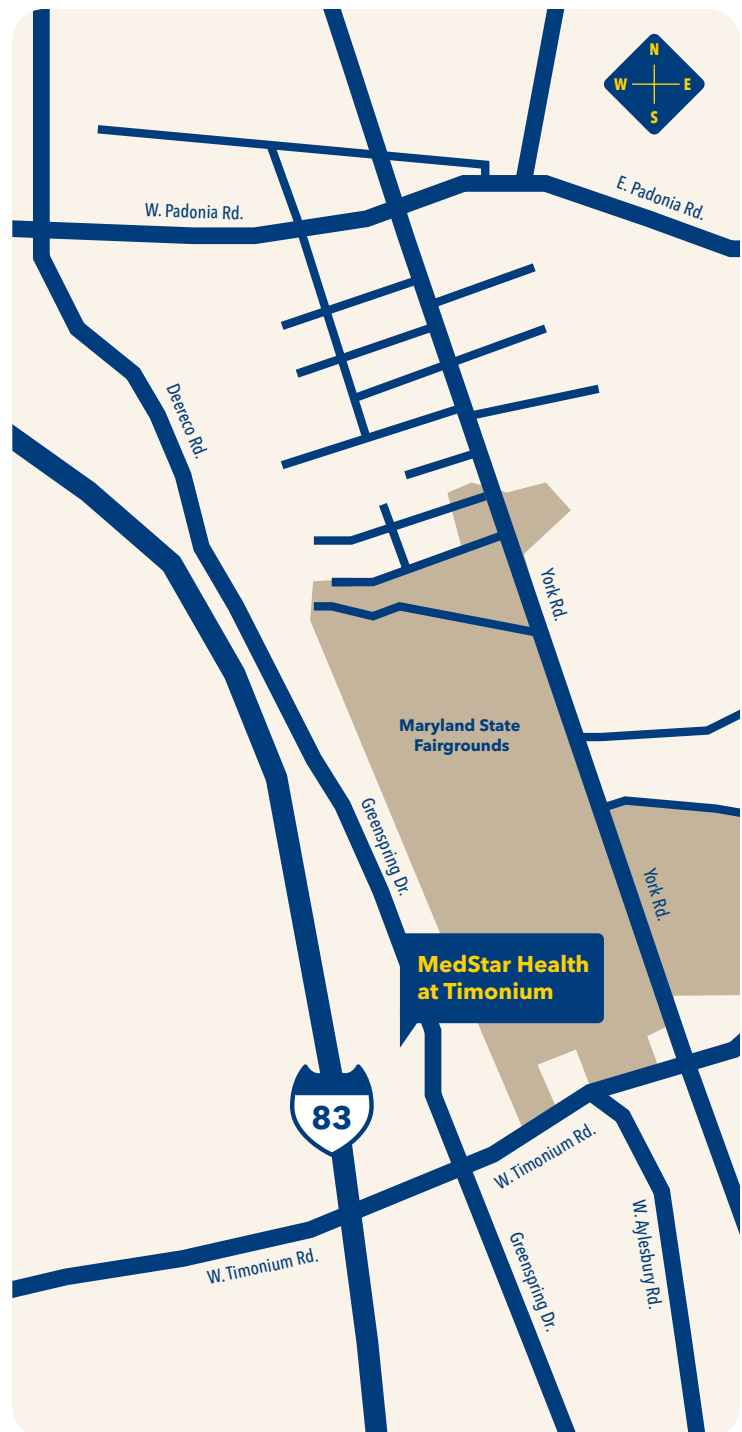 N
W
E
S
E. Padonia Rd.
W. Padonia Rd.
Deereco Rd.
York Rd.
Maryland State
Fairgrounds
Greenspring Dr.
York Rd.
MedStar Health
at Timonium
83
W. Timonium Rd.
W. Aylesbury Rd.
Greenspring Dr.
W. Timonium Rd.